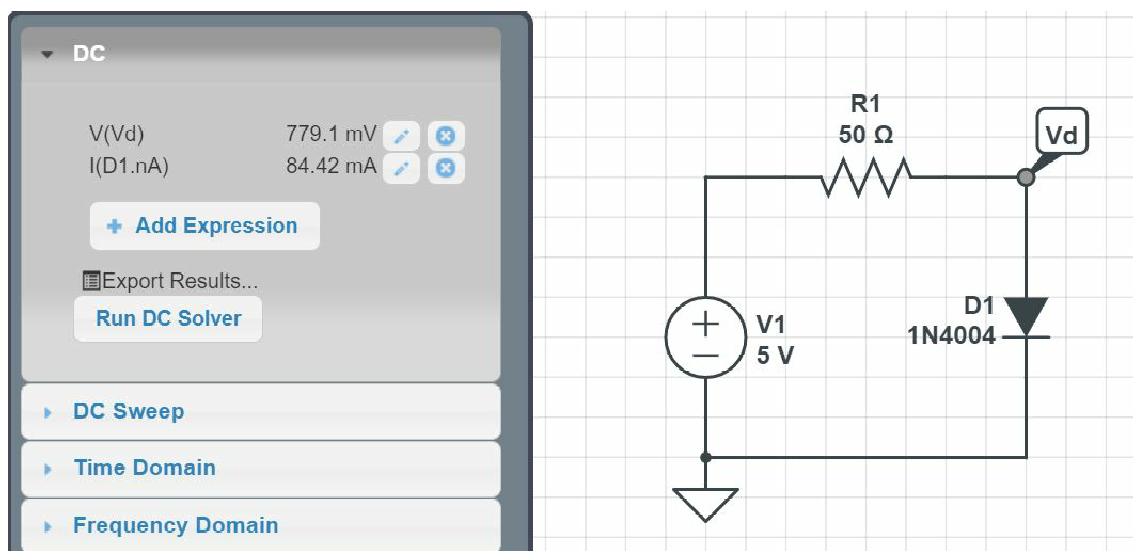 DC
V(Vd) 779.1 mV
I(D1.nA) 84.42 mA
+ Add Expression
Export Results...
Run DC Solver
DC Sweep
Time Domain
Frequency Domain
R1
50 Ω
Vd
+
−
V1
5 V
D1
1N4004